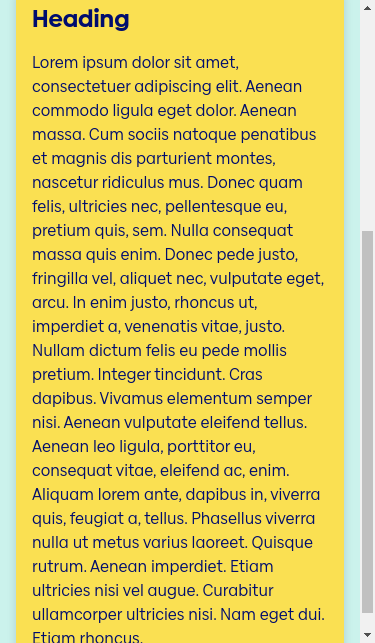 Heading
Lorem ipsum dolor sit amet,
consectetuer adipiscing elit. Aenean
commodo ligula eget dolor. Aenean
massa. Cum sociis natoque penatibus
et magnis dis parturient montes,
nascetur ridiculus mus. Donec quam
felis, ultricies nec, pellentesque eu,
pretium quis, sem. Nulla consequat
massa quis enim. Donec pede justo,
fringilla vel, aliquet nec, vulputate eget,
arcu. In enim justo, rhoncus ut,
imperdiet a, venenatis vitae, justo.
Nullam dictum felis eu pede mollis
pretium. Integer tincidunt. Cras
dapibus. Vivamus elementum semper
nisi. Aenean vulputate eleifend tellus.
Aenean leo ligula, porttitor eu,
consequat vitae, eleifend ac, enim.
Aliquam lorem ante, dapibus in, viverra
quis, feugiat a, tellus. Phasellus viverra
nulla ut metus varius laoreet. Quisque
rutrum. Aenean imperdiet. Etiam
ultricies nisi vel augue. Curabitur
ullamcorper ultricies nisi. Nam eget dui.
Etiam rhoncus.